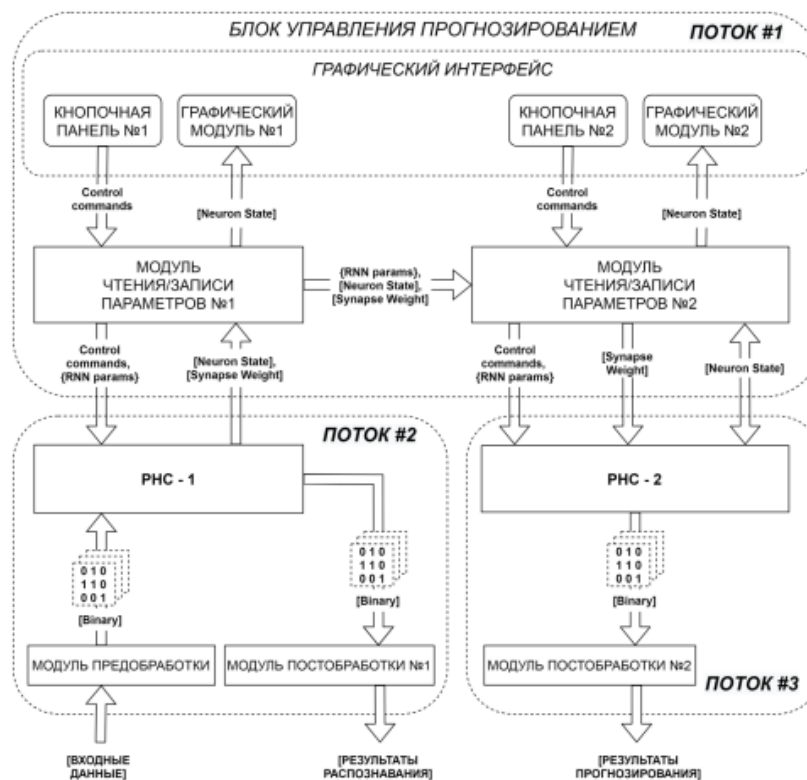 БЛОК УПРАВЛЕНИЯ ПРОГНОЗИРОВАНИЕМ
ПОТОК #1
ГРАФИЧЕСКИЙ ИНТЕРФЕЙС
КНОПОЧНАЯ
ПАНЕЛЬ №1
ГРАФИЧЕСКИЙ
МОДУЛЬ №1
КНОПОЧНАЯ
ПАНЕЛЬ №2
ГРАФИЧЕСКИЙ
МОДУЛЬ №2
Control
commands
[Neuron State]
Control
commands
[Neuron State]
МОДУЛЬ
ЧТЕНИЯ/ЗАПИСИ
ПАРАМЕТРОВ №1
{RNN params},
[Neuron State],
[Synapse Weight]
МОДУЛЬ
ЧТЕНИЯ/ЗАПИСИ
ПАРАМЕТРОВ №2
Control
commands,
{RNN params}
[Neuron State],
[Synapse Weight]
Control
commands,
{RNN params}
[Synapse
Weight]
[Neuron State]
ПОТОК #2
РНС - 1
0 1 0
1 1 0
0 0 1
[Binary]
0 1 0
1 1 0
0 0 1
[Binary]
МОДУЛЬ ПРЕДОБРАБОТКИ
МОДУЛЬ ПОСТОБРАБОТКИ №1
[ВХОДНЫЕ
ДАННЫЕ]
[РЕЗУЛЬТАТЫ
РАСПОЗНАВАНИЯ]
РНС - 2
0 1 0
1 1 0
0 0 1
[Binary]
МОДУЛЬ ПОСТОБРАБОТКИ №2
ПОТОК #3
[РЕЗУЛЬТАТЫ
ПРОГНОЗИРОВАНИЯ]